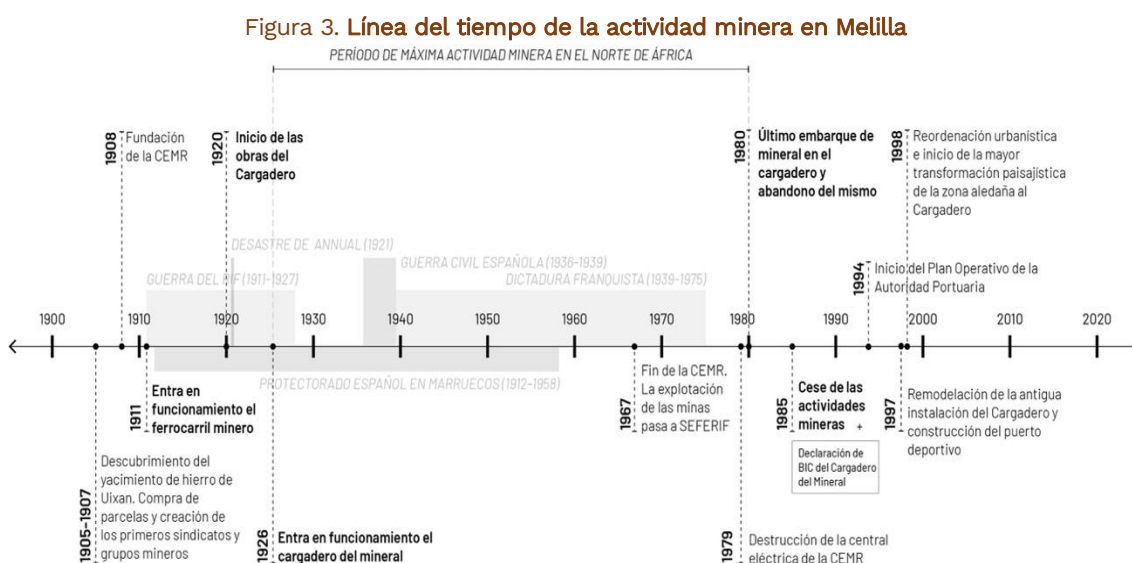 Figura 3. Línea del tiempo de la actividad minera en Melilla
PERÍODO DE MÁXIMA ACTIVIDAD MINERA EN EL NORTE DE ÁFRICA
1908
Fundación
de la CEMR
1920
Inicio de las
obras del
Cargadero
1980
Último embarque de
mineral en el
cargadero y
abandono del mismo
1998
Reordenación urbanística
e inicio de la mayor
transformación paisajística
de la zona aledaña al
Cargadero
DESASTRE DE ANNUAL (1921)
GUERRA DEL RIF (1911-1927)
GUERRA CIVIL ESPAÑOLA (1936-1939)
DICTADURA FRANQUISTA (1939-1975)
1994
Inicio del Plan Operativo de la
Autoridad Portuaria
1900 1910 1920 1930 1940 1950 1960 1970 1980 1990 2000 2010 2020
PROTECTORADO ESPAÑOL EN MARRUECOS (1912-1958)
1911
Entra en
funcionamiento el
ferrocarril minero
1967
Fin de la CEMR.
La explotación
de las minas
pasa a SEFERIF
1985
Cese de las
actividades
mineras +
Declaración de
BIC del Cargadero
del Mineral
1997
Remodelación de la antigua
instalación del Cargadero y
construcción del puerto
deportivo
1905-1907
Descubrimiento del
yacimiento de hierro de
Uixan. Compra de
parcelas y creación de
los primeros sindicatos y
grupos mineros
1926
Entra en funcionamiento el
cargadero del mineral
1979
Destrucción de la central
eléctrica de la CEMR